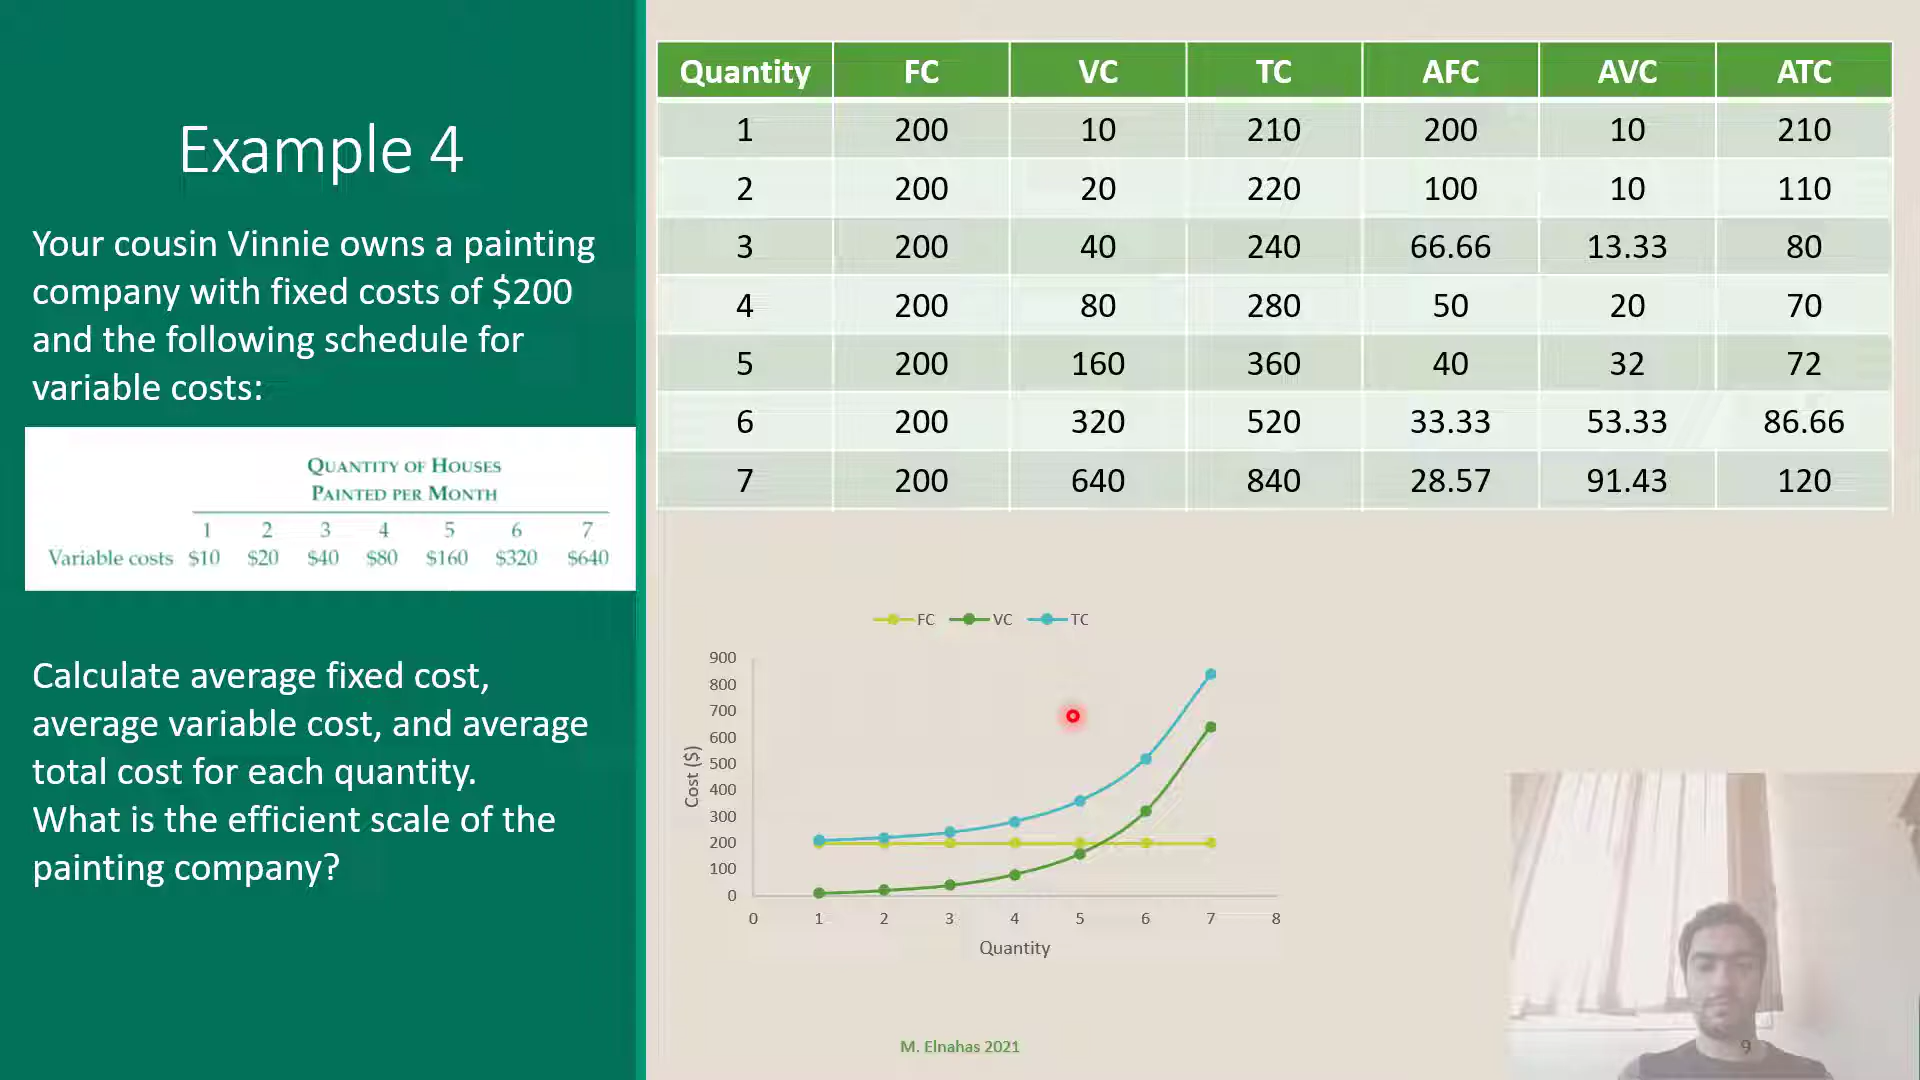 Example 4
Your cousin Vinnie owns a painting
company with fixed costs of $200
and the following schedule for
variable costs:
QUANTITY OF HOUSES
PAINTED PER MONTH
1 2 3 4 5 6 7
Variable costs $10 $20 $40 $80 $160 $320 $640
Calculate average fixed cost,
average variable cost, and average
total cost for each quantity.
What is the efficient scale of the
painting company?
Quantity FC VC TC AFC AVC ATC
1 200 10 210 200 10 210
2 200 20 220 100 10 110
3 200 40 240 66.66 13.33 80
4 200 80 280 50 20 70
5 200 160 360 40 32 72
6 200 320 520 33.33 53.33 86.66
7 200 640 840 28.57 91.43 120
FC VC TC
900
800
700
600
500
400
300
200
100
0
Cost ($)
0 1 2 3 4 5 6 7 8
Quantity
M. Elnahas 2021
9